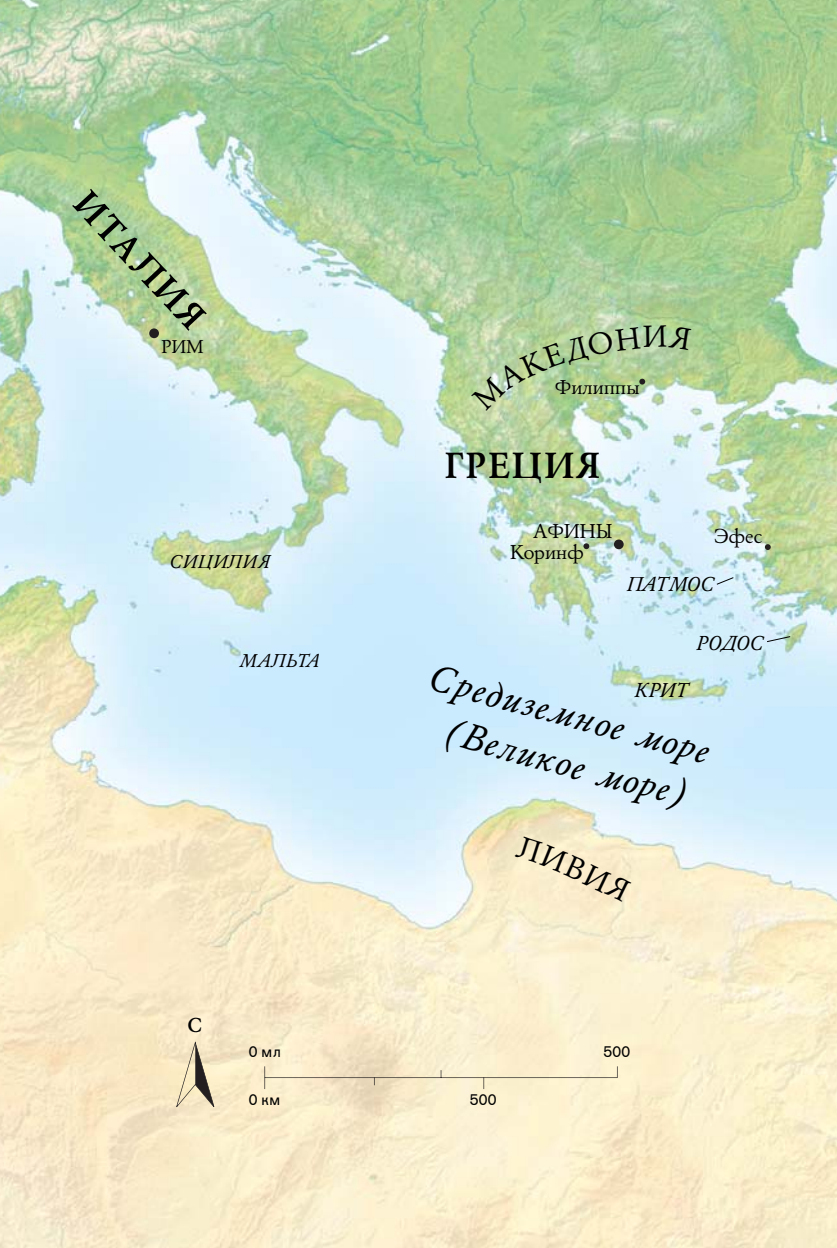 ИТАЛИЯ
РИМ
МАКЕДОНИЯ
Филиппы
ГРЕЦИЯ
АФИНЫ
Коринф
Эфес
СИЦИЛИЯ
ПАТМОС
РОДОС
МАЛЬТА
КРИТ
Средиземное море
(Великое море)
ЛИВИЯ
С
0 мл 500
0 км 500